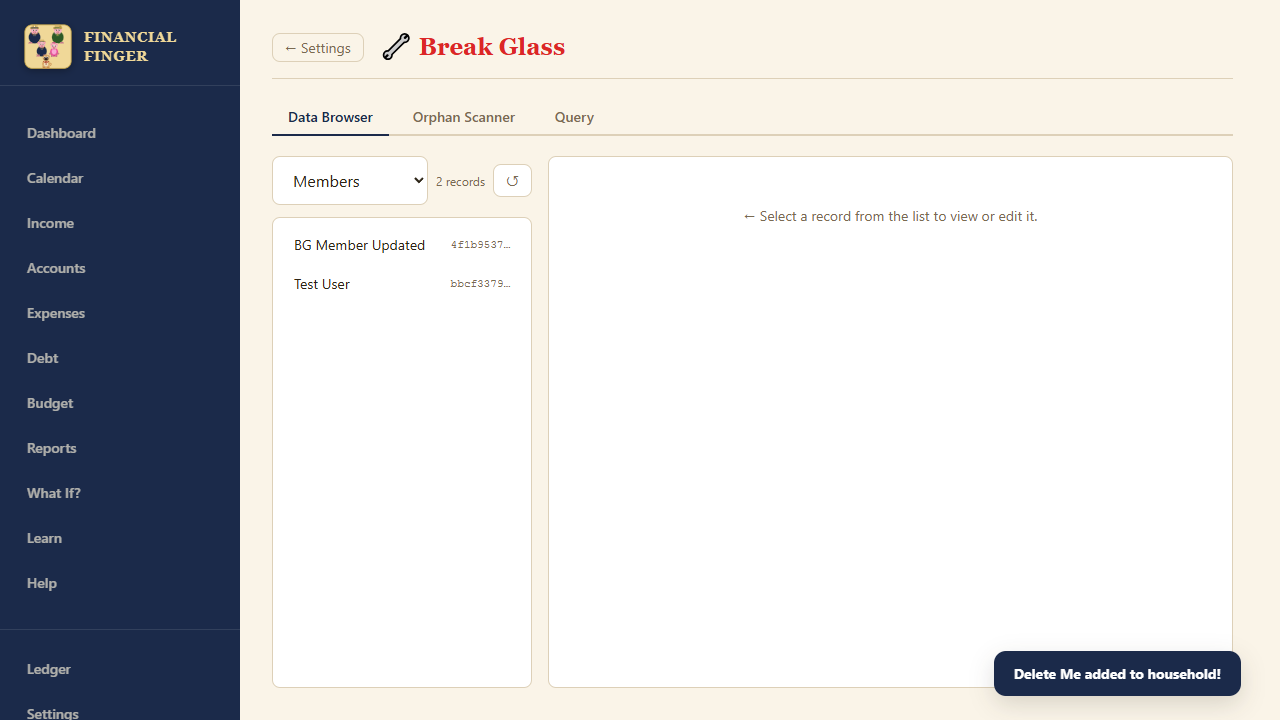 FINANCIAL
FINGER
Dashboard
Calendar
Income
Accounts
Expenses
Debt
Budget
Reports
What If?
Learn
Help
Ledger
Settings
← Settings
Break Glass
Data Browser
Orphan Scanner
Query
Members
2 records
↺
BG Member Updated
4f1b9537…
Test User
bbcf3379…
← Select a record from the list to view or edit it.
Delete Me added to household!